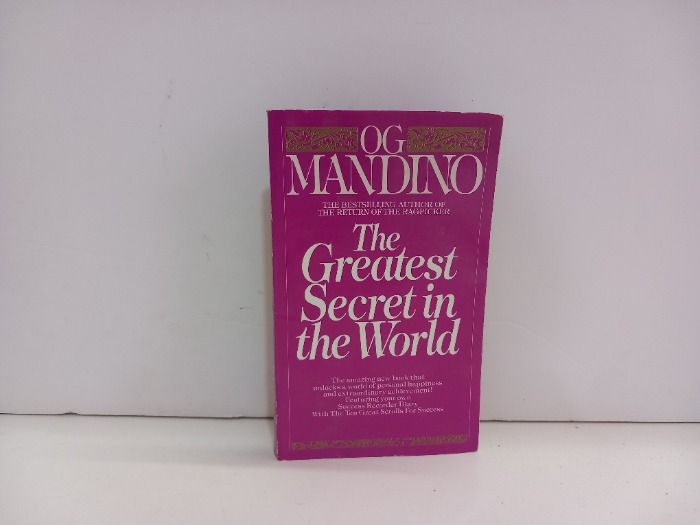 OG
MANDINO
THE BESTSELLING AUTHOR OF
THE RETURN OF THE RAGPICKER
The
Greatest
Secret in
the World
The amazing new book that
unlocks a world of personal happiness
and extraordinary achievement!
Featuring your own
Success Recorder Diary
With The Ten Great Scrolls For Success